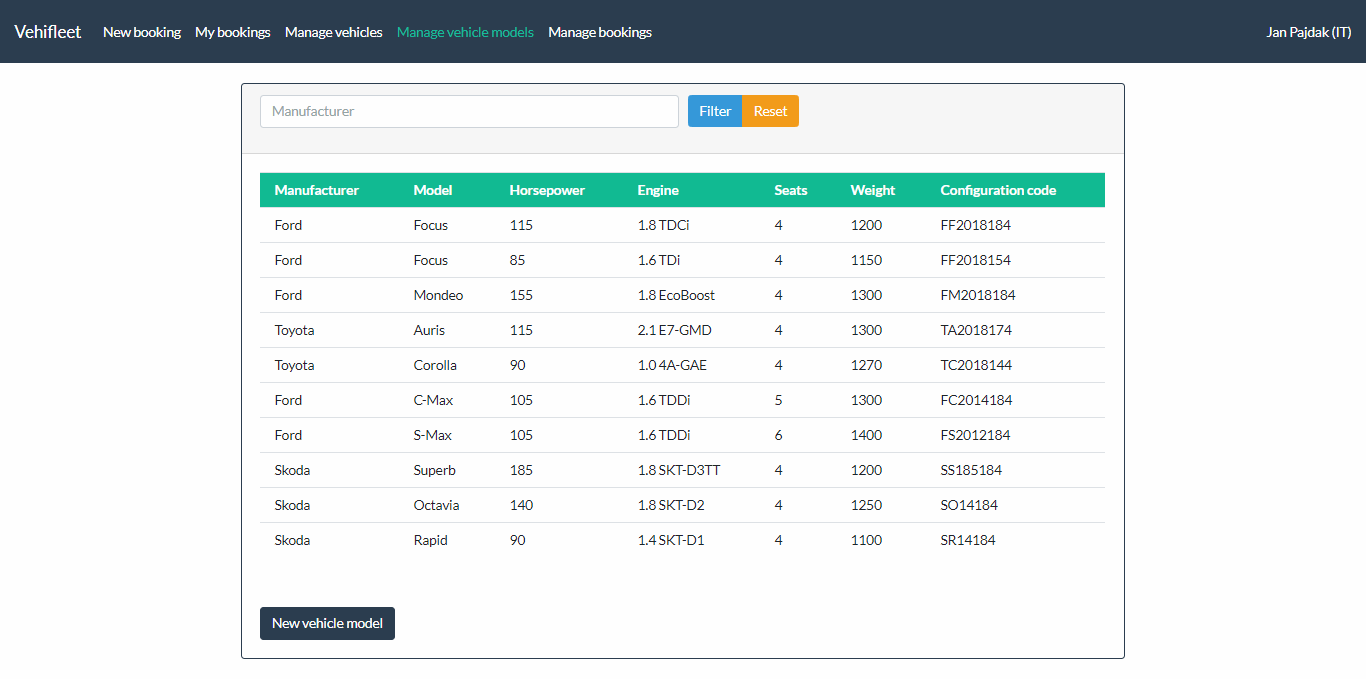 Vehifleet New booking My bookings Manage vehicles Manage vehicle models Manage bookings Jan Pajdak (IT)
Manufacturer Filter Reset
Manufacturer Model Horsepower Engine Seats Weight Configuration code
Ford Focus 115 1.8 TDCi 4 1200 FF2018184
Ford Focus 85 1.6 TDi 4 1150 FF2018154
Ford Mondeo 155 1.8 EcoBoost 4 1300 FM2018184
Toyota Auris 115 2.1 E7-GMD 4 1300 TA2018174
Toyota Corolla 90 1.0 4A-GAE 4 1270 TC2018144
Ford C-Max 105 1.6 TDDi 5 1300 FC2014184
Ford S-Max 105 1.6 TDDi 6 1400 FS2012184
Skoda Superb 185 1.8 SKT-D3TT 4 1200 SS185184
Skoda Octavia 140 1.8 SKT-D2 4 1250 SO14184
Skoda Rapid 90 1.4 SKT-D1 4 1100 SR14184
New vehicle model